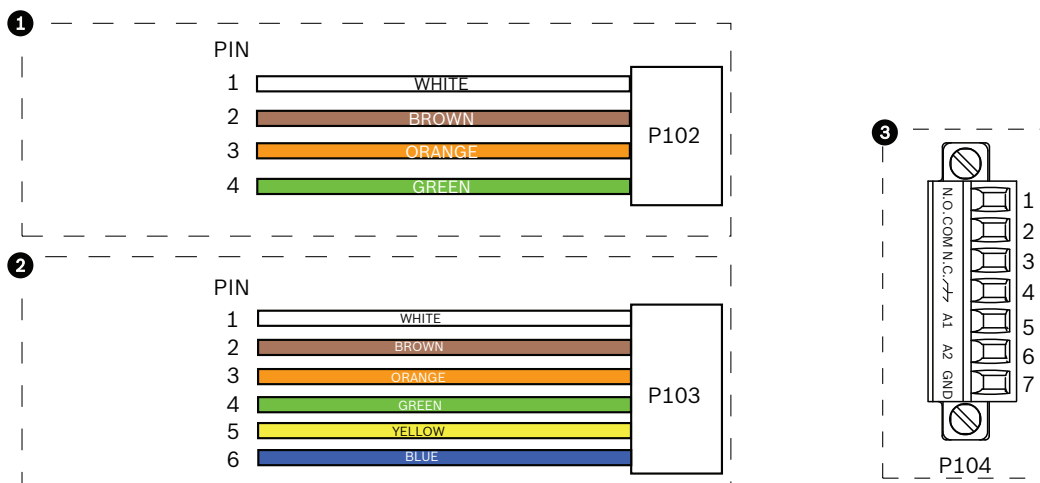 1
PIN
1 WHITE
2 BROWN
3 ORANGE
4 GREEN
P102
2
PIN
1 WHITE
2 BROWN
3 ORANGE
4 GREEN
5 YELLOW
6 BLUE
P103
3
N.O. 1
COM 2
N.C. 3
4
A1 5
A2 6
GND 7
P104